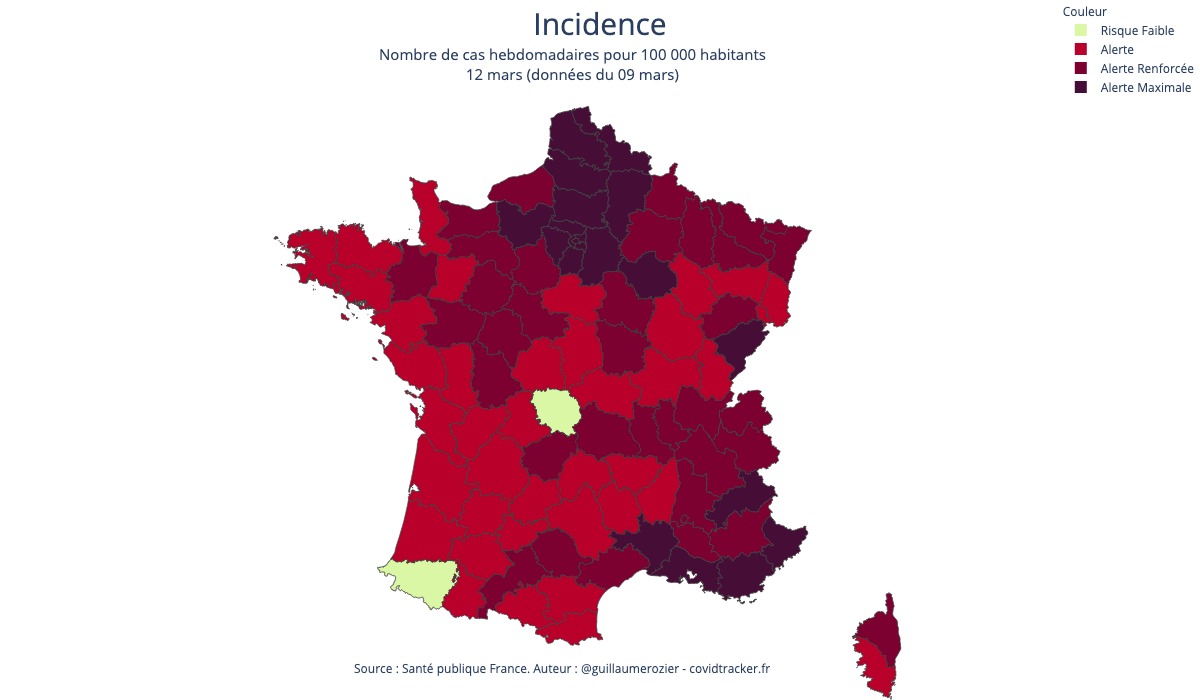 Incidence
Nombre de cas hebdomadaires pour 100 000 habitants
12 mars (données du 09 mars)
Couleur
Risque Faible
Alerte
Alerte Renforcée
Alerte Maximale
Source : Santé publique France. Auteur : @guillaumerozier - covidtracker.fr